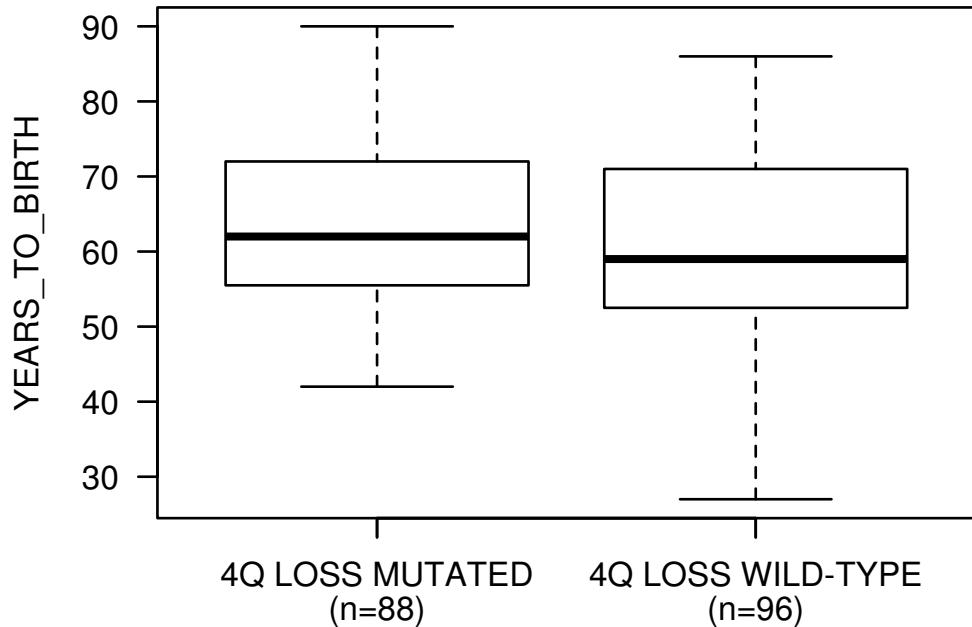 YEARS_TO_BIRTH
90
80
70
60
50
40
30
4Q LOSS MUTATED
(n=88)
4Q LOSS WILD-TYPE
(n=96)